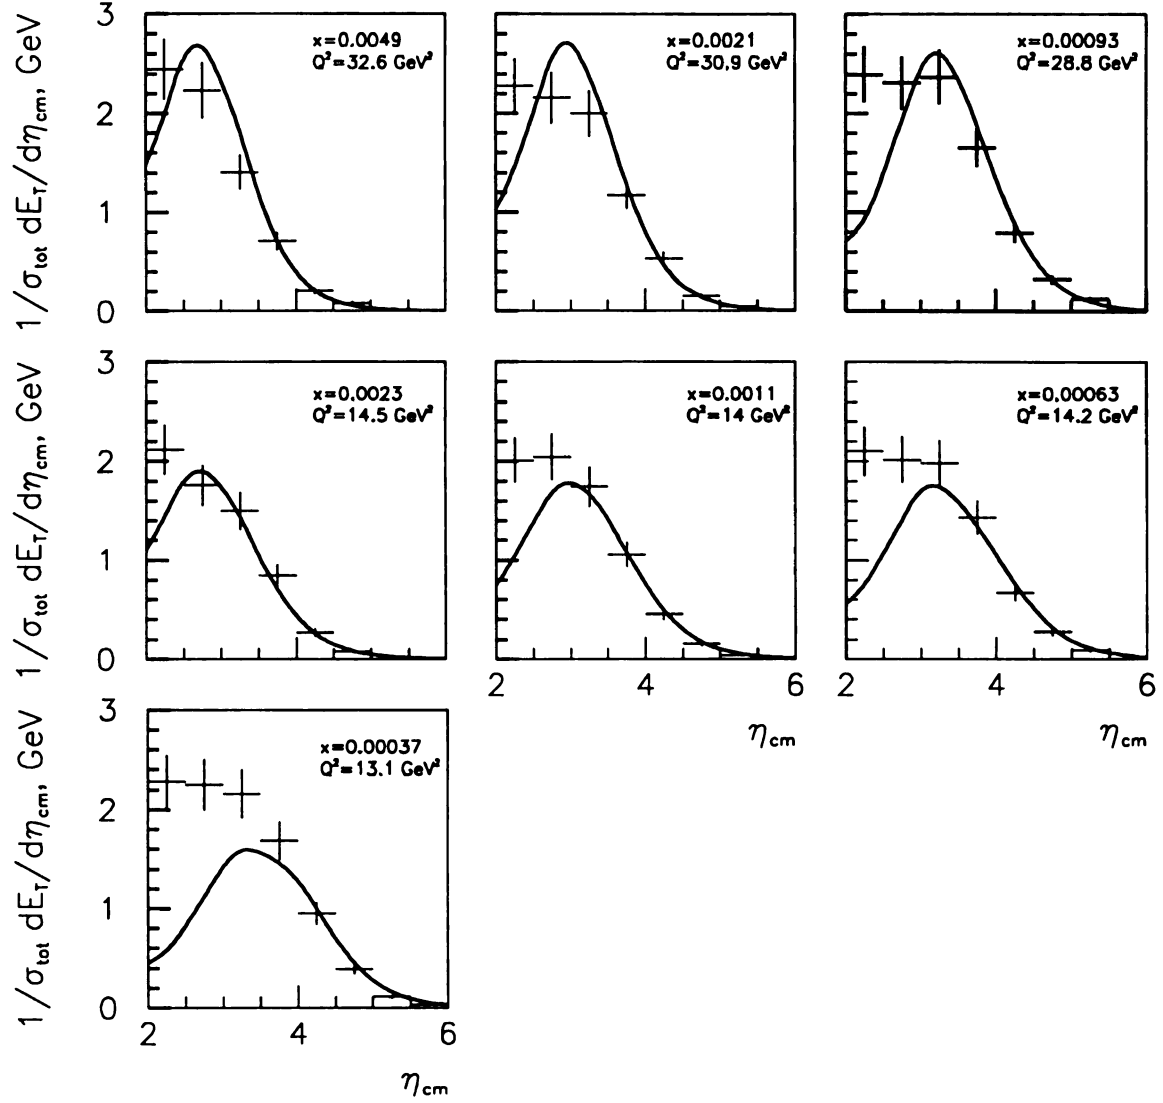 1/σtot dET/dηcm, GeV
3
2
1
0
x=0.0049
Q²=32.6 GeV²
x=0.0021
Q²=30.9 GeV²
x=0.00093
Q²=28.8 GeV²
1/σtot dET/dηcm, GeV
3
2
1
0
x=0.0023
Q²=14.5 GeV²
x=0.0011
Q²=14 GeV²
x=0.00063
Q²=14.2 GeV²
2 4 6
ηcm
2 4 6
ηcm
1/σtot dET/dηcm, GeV
3
2
1
0
x=0.00037
Q²=13.1 GeV²
2 4 6
ηcm